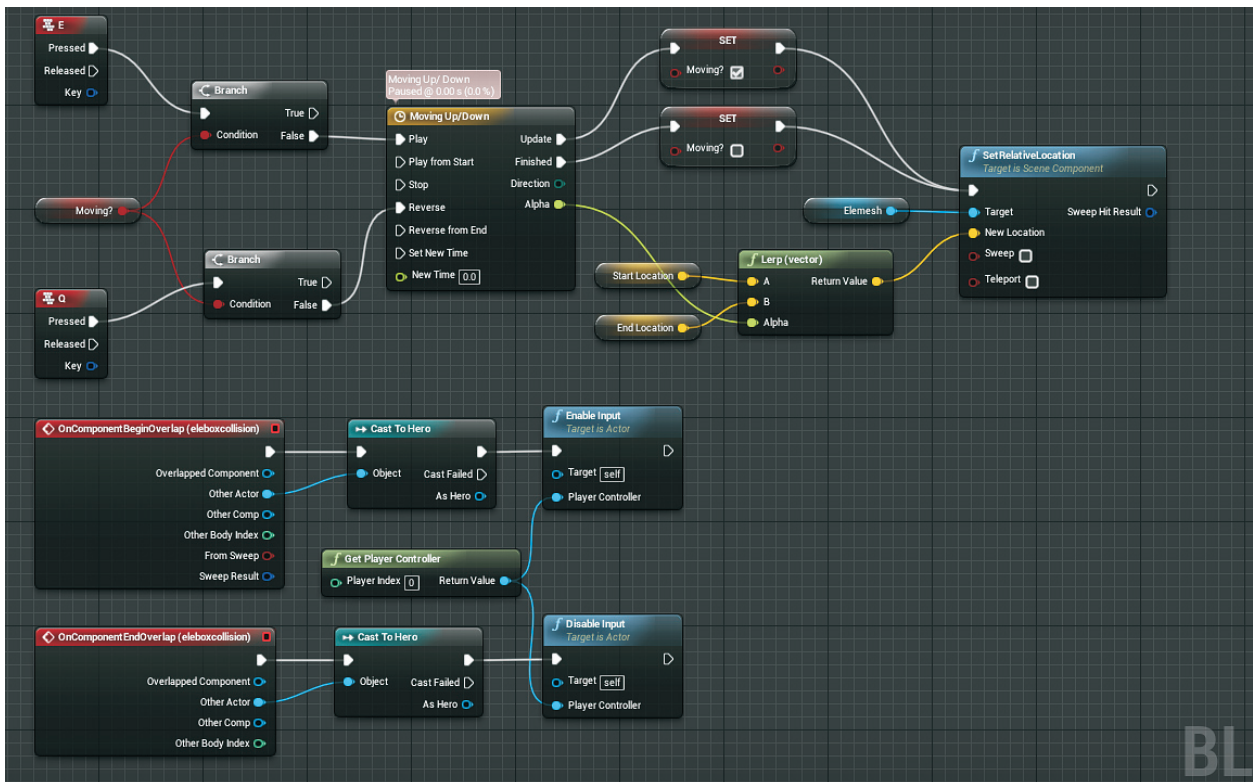 E
Pressed
Released
Key
Branch
True
Condition
False
Moving?
Branch
True
Condition
False
Q
Pressed
Released
Key
Moving Up/ Down
Paused @ 0.00 s (0.0 %)
Moving Up/Down
Play
Update
Play from Start
Finished
Stop
Direction
Reverse
Alpha
Reverse from End
Set New Time
New Time 0.0
SET
Moving?
SET
Moving?
Elemesh
Start Location
End Location
Lerp (vector)
A
Return Value
B
Alpha
SetRelativeLocation
Target is Scene Component
Target
Sweep Hit Result
New Location
Sweep
Teleport
OnComponentBeginOverlap (eleboxcollision)
Overlapped Component
Other Actor
Other Comp
Other Body Index
From Sweep
Sweep Result
Cast To Hero
Object
Cast Failed
As Hero
Enable Input
Target is Actor
Target self
Player Controller
Get Player Controller
Player Index 0
Return Value
OnComponentEndOverlap (eleboxcollision)
Overlapped Component
Other Actor
Other Comp
Other Body Index
Cast To Hero
Object
Cast Failed
As Hero
Disable Input
Target is Actor
Target self
Player Controller
BL